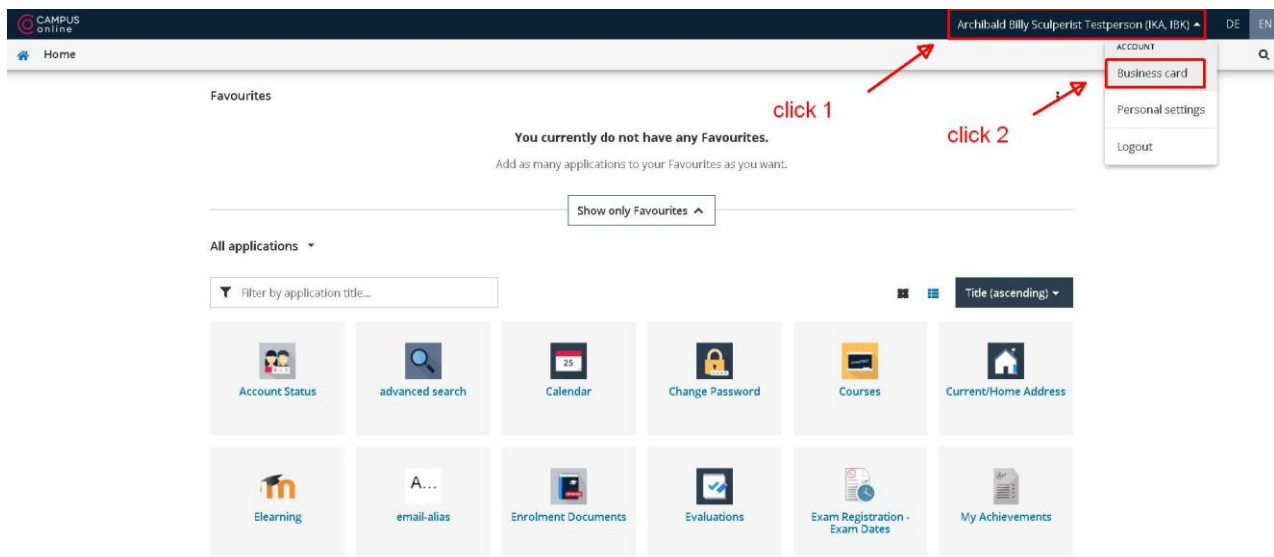 CAMPUS
online
Archibald Billy Sculperist Testperson (IKA, IBK)
DE
EN
Home
ACCOUNT
Business card
Personal settings
Logout
click 1
click 2
Favourites
You currently do not have any Favourites.
Add as many applications to your Favourites as you want.
Show only Favourites
All applications
Filter by application title...
Title (ascending)
25
Account Status
advanced search
Calendar
Change Password
Courses
Current/Home Address
A...
Elearning
email-alias
Enrolment Documents
Evaluations
Exam Registration -
Exam Dates
My Achievements